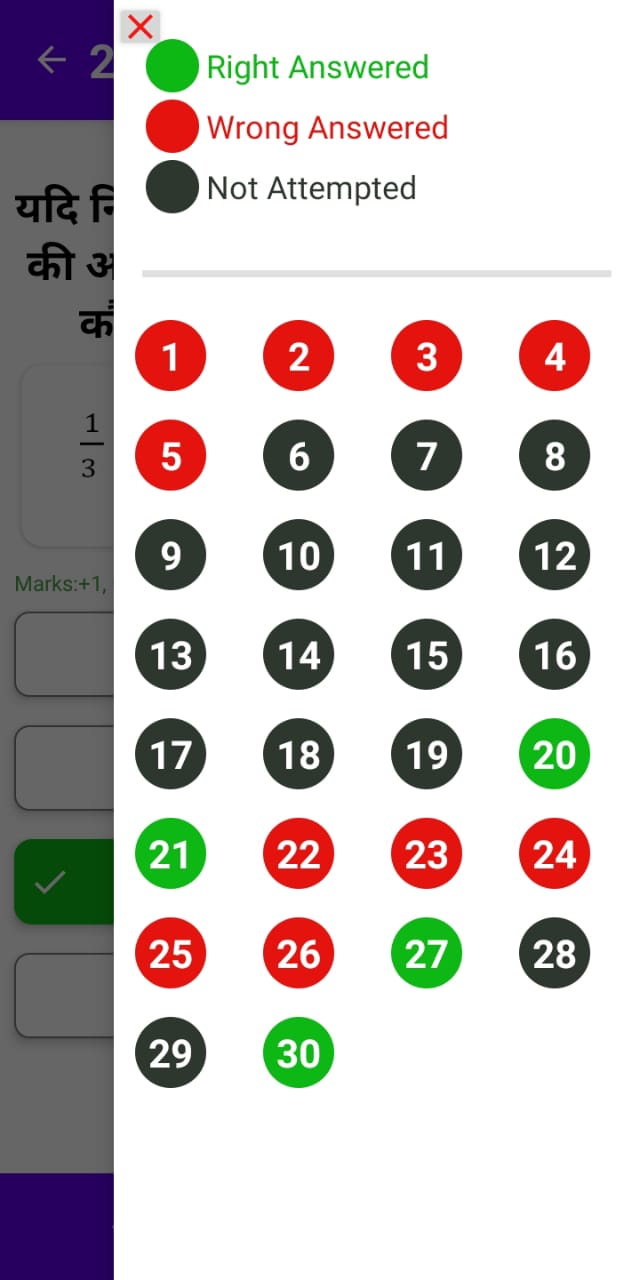 2
Right Answered
Wrong Answered
Not Attempted
यदि
की
1
3
Marks:+1,
1 2 3 4
5 6 7 8
9 10 11 12
13 14 15 16
17 18 19 20
21 22 23 24
25 26 27 28
29 30